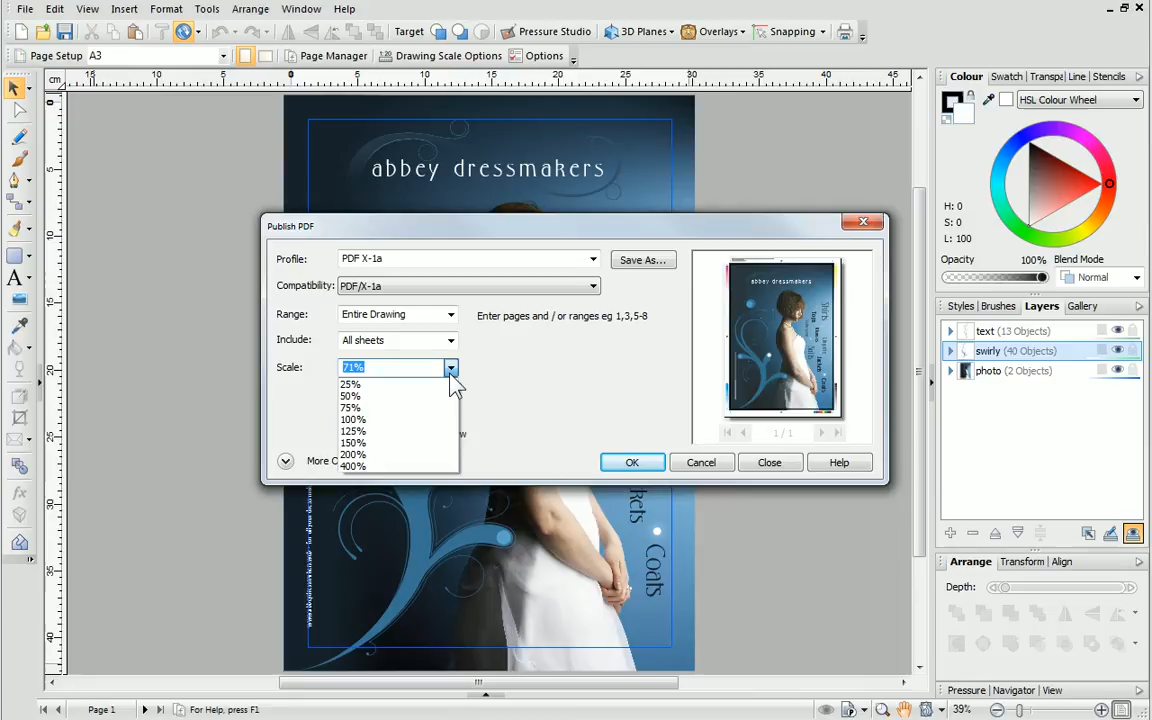 File Edit View Insert Format Tools Arrange Window Help
Target Pressure Studio 3D Planes Overlays Snapping
Page Setup A3 Page Manager Drawing Scale Options Options
cm 15 10 5 0 5 10 15 20 25 30 35 40 45
Colour Swatch Transpa Line Stencils
HSL Colour Wheel
H: 0
S: 0
L: 100
Opacity 100% Blend Mode
Normal
Styles Brushes Layers Gallery
text (13 Objects)
swirly (40 Objects)
photo (2 Objects)
Arrange Transform Align
Depth:
Pressure Navigator View
abbey dressmakers
Publish PDF
Profile: PDF X-1a Save As...
Compatibility: PDF/X-1a
Range: Entire Drawing Enter pages and / or ranges eg 1,3,5-8
Include: All sheets
Scale: 71%
25%
50%
75%
100%
125%
150%
200%
400%
More
abbey dressmakers
1 / 1
OK Cancel Close Help
Coats
Page 1 For Help, press F1 39%